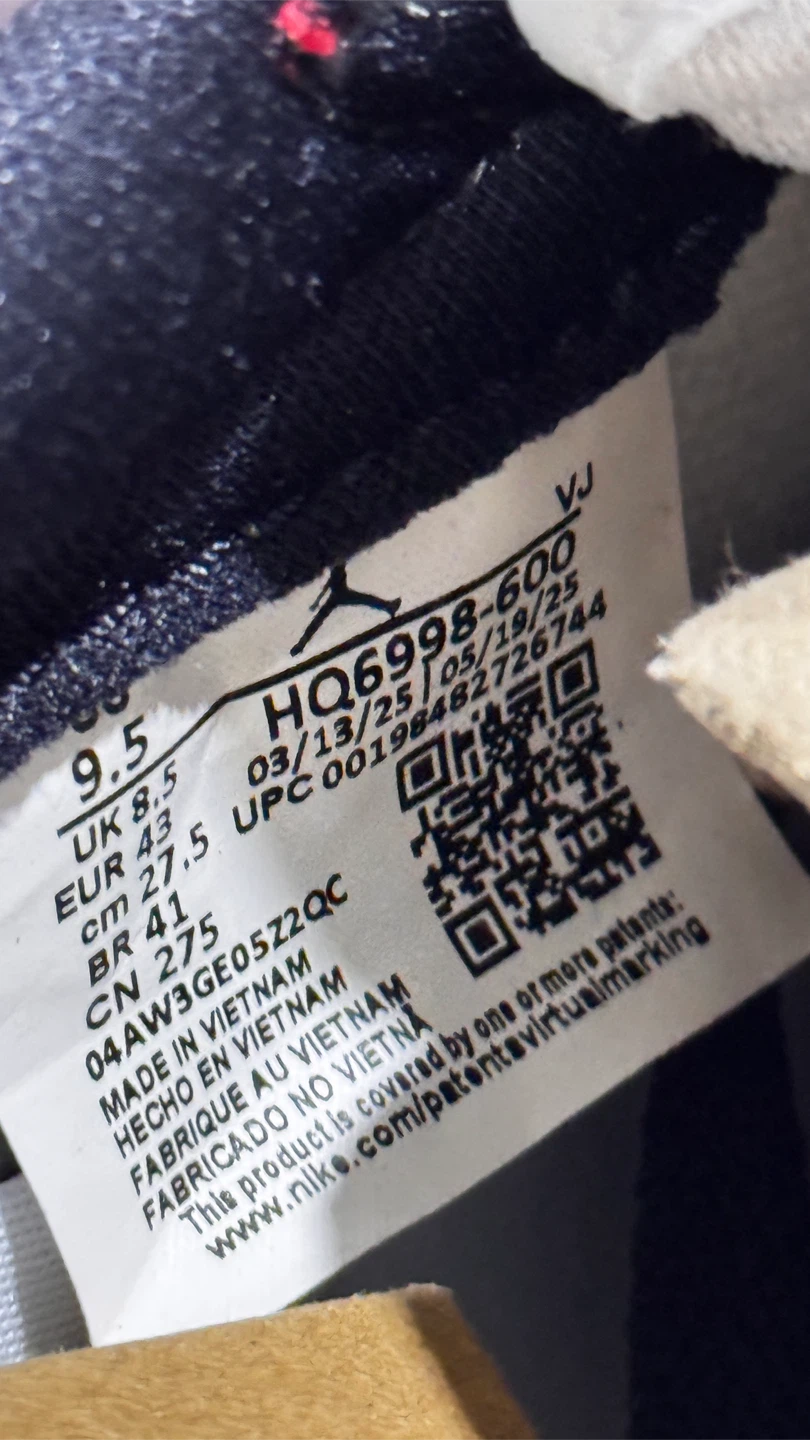 VJ
HQ6998-600
03/13/25 | 05/19/25
UPC 00198482726744
9.5
UK 8.5
EUR 43
cm 27.5
BR 41
CN 275
04AW3GE05Z2QC
MADE IN VIETNAM
HECHO EN VIETNAM
FABRIQUE AU VIETNAM
FABRICADO NO VIETNÃ
This product is covered by one or more patents:
www.nike.com/patentsvirtualmarking